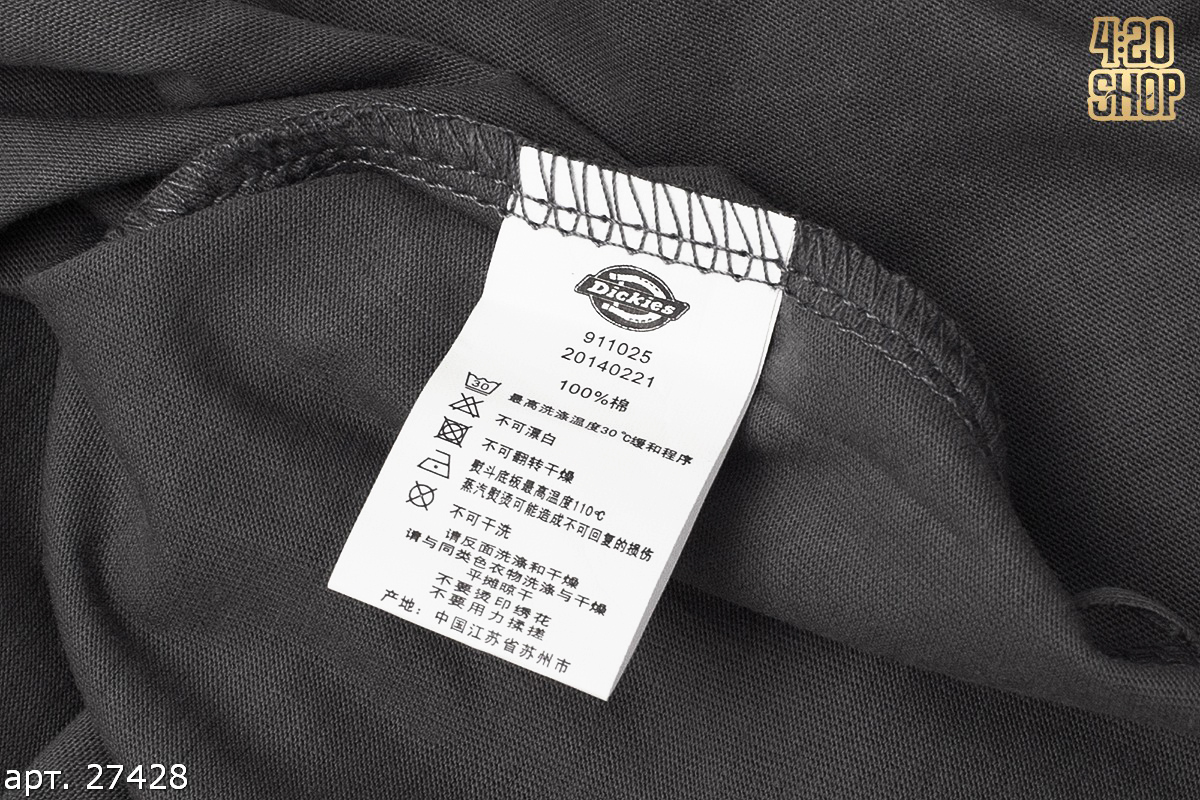 4:20
SHOP
Dickies
911025
20140221
100%棉
30
最高洗涤温度30℃缓和程序
不可漂白
不可翻转干燥
熨斗底板最高温度110℃
蒸汽熨烫可能造成不可回复的损伤
不可干洗
请反面洗涤和干燥
请与同类色衣物洗涤与干燥
平摊晾干
不要烫印绣花
不要用力揉搓
产地：中国江苏省苏州市
арт. 27428